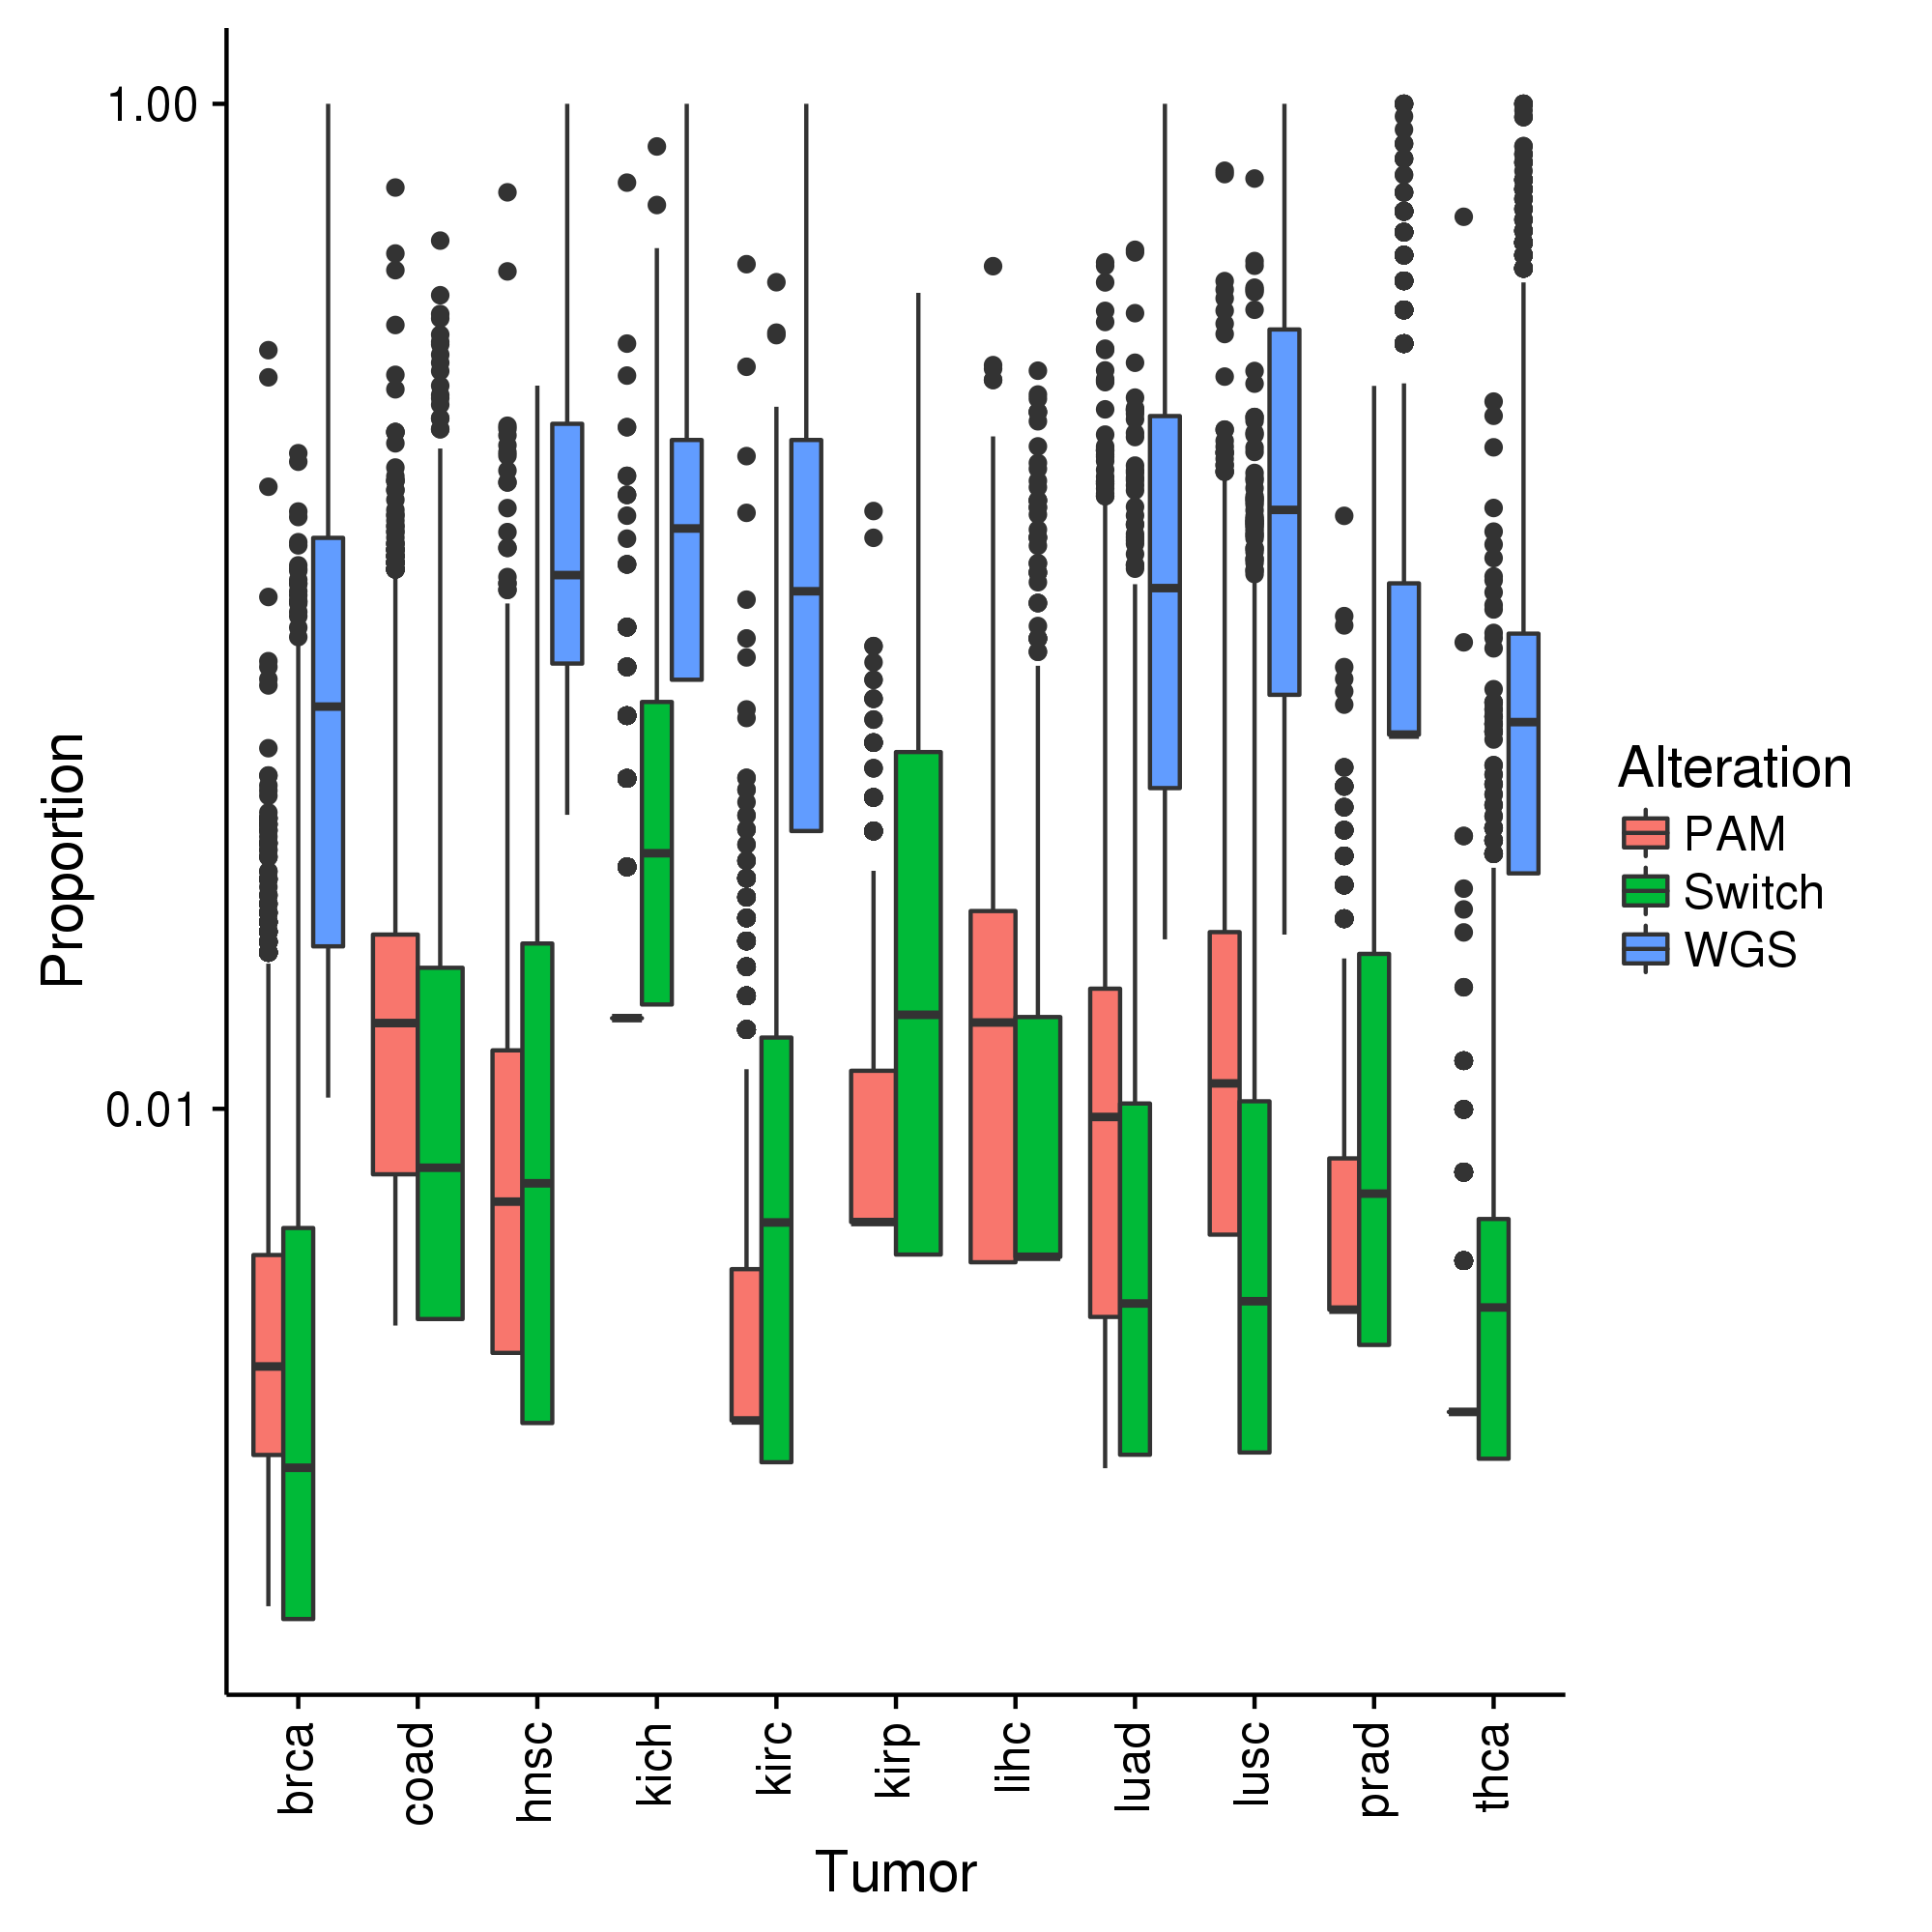 1.00
0.01
Proportion
brca
coad
hnsc
kich
kirc
kirp
lihc
luad
lusc
prad
thca
Tumor
Alteration
PAM
Switch
WGS